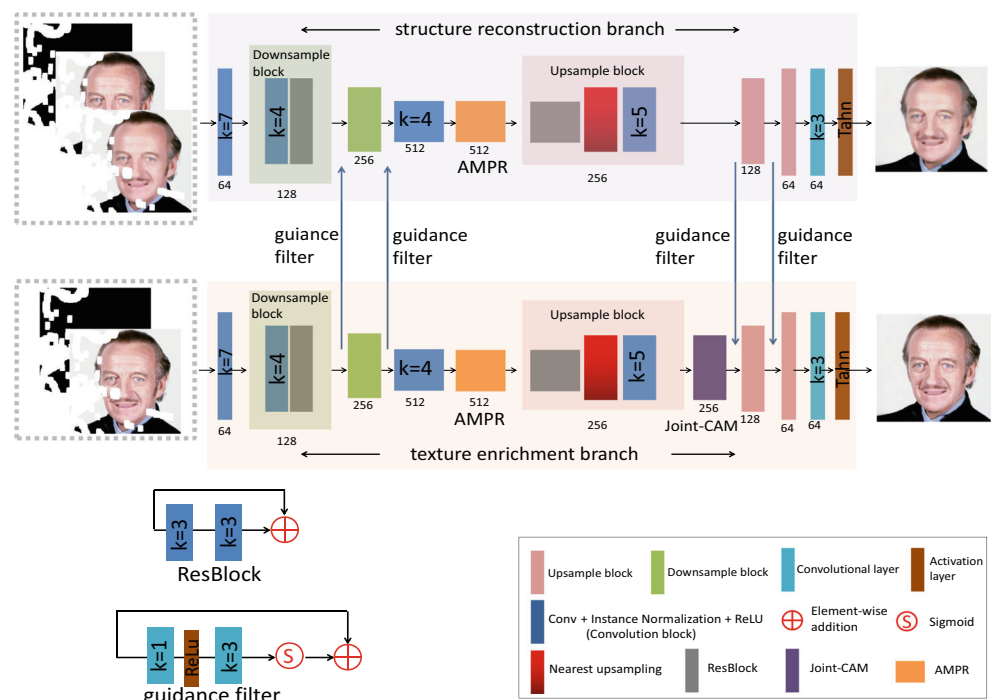 structure reconstruction branch
Downsample
block
Upsample block
k=7
k=4
k=4
k=5
k=3
Tahn
64
128
256
512
512
AMPR
256
128
64
64
guiance
filter
guidance
filter
guiance
filter
guidance
filter
Downsample
block
Upsample block
k=7
k=4
k=4
k=5
k=3
Tahn
64
128
256
512
512
AMPR
256
256
Joint-CAM
128
64
64
texture enrichment branch
k=3
k=3
ResBlock
k=1
ReLu
k=3
S
guidance filter
Upsample block
Downsample block
Convolutional layer
Activation
layer
Conv + Instance Normalization + ReLU
(Convolution block)
Element-wise
addition
S
Sigmoid
Nearest upsampling
ResBlock
Joint-CAM
AMPR